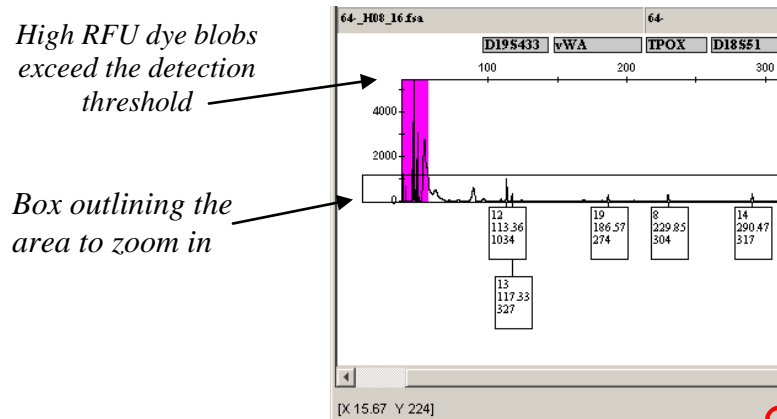 High RFU dye blobs
exceed the detection
threshold
Box outlining the
area to zoom in
64-_H08_16.fsa 64-
D19S433 vWA TPOX D18S51
100 200 300
4000
2000
0
12 19 8 14
113.36 186.57 229.85 290.47
1034 274 304 317
13
117.33
327
[X 15.67 Y 224]